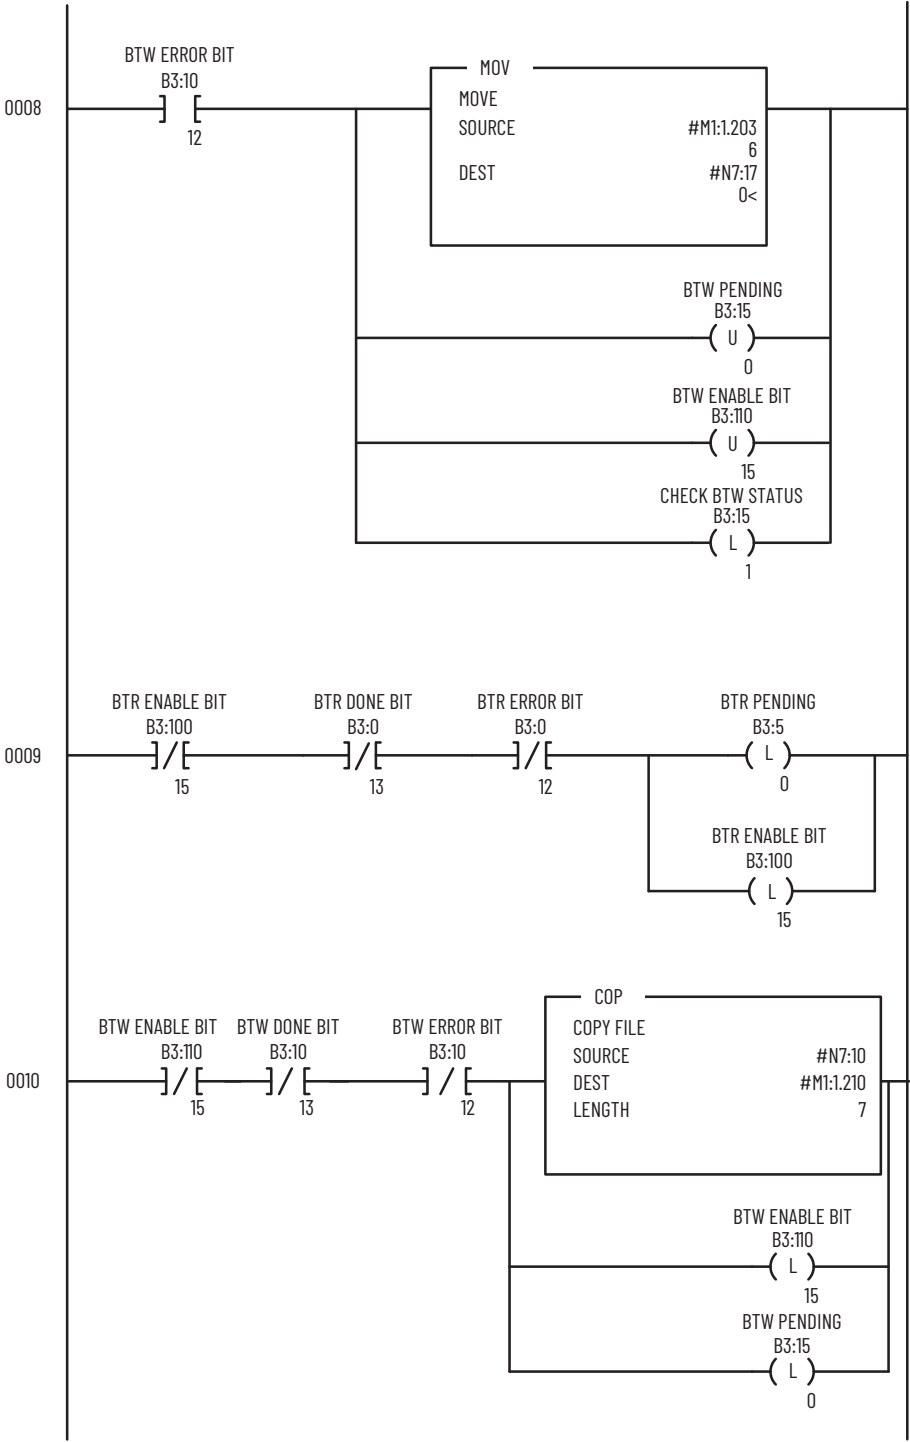 0008
BTW ERROR BIT
B3:10
12
MOV
MOVE
SOURCE #M1:1.203
6
DEST #N7:17
0<
BTW PENDING
B3:15
U
0
BTW ENABLE BIT
B3:110
U
15
CHECK BTW STATUS
B3:15
L
1
0009
BTR ENABLE BIT
B3:100
15
BTR DONE BIT
B3:0
13
BTR ERROR BIT
B3:0
12
BTR PENDING
B3:5
L
0
BTR ENABLE BIT
B3:100
L
15
0010
BTW ENABLE BIT
B3:110
15
BTW DONE BIT
B3:10
13
BTW ERROR BIT
B3:10
12
COP
COPY FILE
SOURCE #N7:10
DEST #M1:1.210
LENGTH 7
BTW ENABLE BIT
B3:110
L
15
BTW PENDING
B3:15
L
0